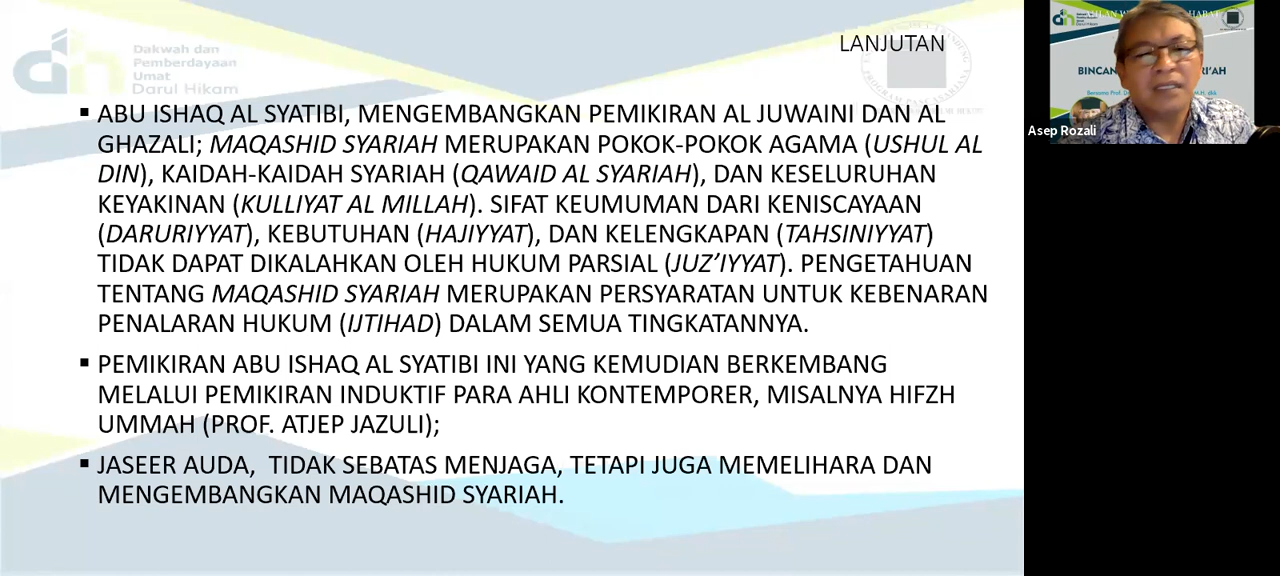 LANJUTAN
Dakwah dan
Pemberdayaan
Umat
Darul Hikam
▪ ABU ISHAQ AL SYATIBI, MENGEMBANGKAN PEMIKIRAN AL JUWAINI DAN AL
GHAZALI; MAQASHID SYARIAH MERUPAKAN POKOK-POKOK AGAMA (USHUL AL
DIN), KAIDAH-KAIDAH SYARIAH (QAWAID AL SYARIAH), DAN KESELURUHAN
KEYAKINAN (KULLIYAT AL MILLAH). SIFAT KEUMUMAN DARI KENISCAYAAN
(DARURIYYAT), KEBUTUHAN (HAJIYYAT), DAN KELENGKAPAN (TAHSINIYYAT)
TIDAK DAPAT DIKALAHKAN OLEH HUKUM PARSIAL (JUZ’IYYAT). PENGETAHUAN
TENTANG MAQASHID SYARIAH MERUPAKAN PERSYARATAN UNTUK KEBENARAN
PENALARAN HUKUM (IJTIHAD) DALAM SEMUA TINGKATANNYA.
▪ PEMIKIRAN ABU ISHAQ AL SYATIBI INI YANG KEMUDIAN BERKEMBANG
MELALUI PEMIKIRAN INDUKTIF PARA AHLI KONTEMPORER, MISALNYA HIFZH
UMMAH (PROF. ATJEP JAZULI);
▪ JASEER AUDA,  TIDAK SEBATAS MENJAGA, TETAPI JUGA MEMELIHARA DAN
MENGEMBANGKAN MAQASHID SYARIAH.
BINCAN
Asep Rozali